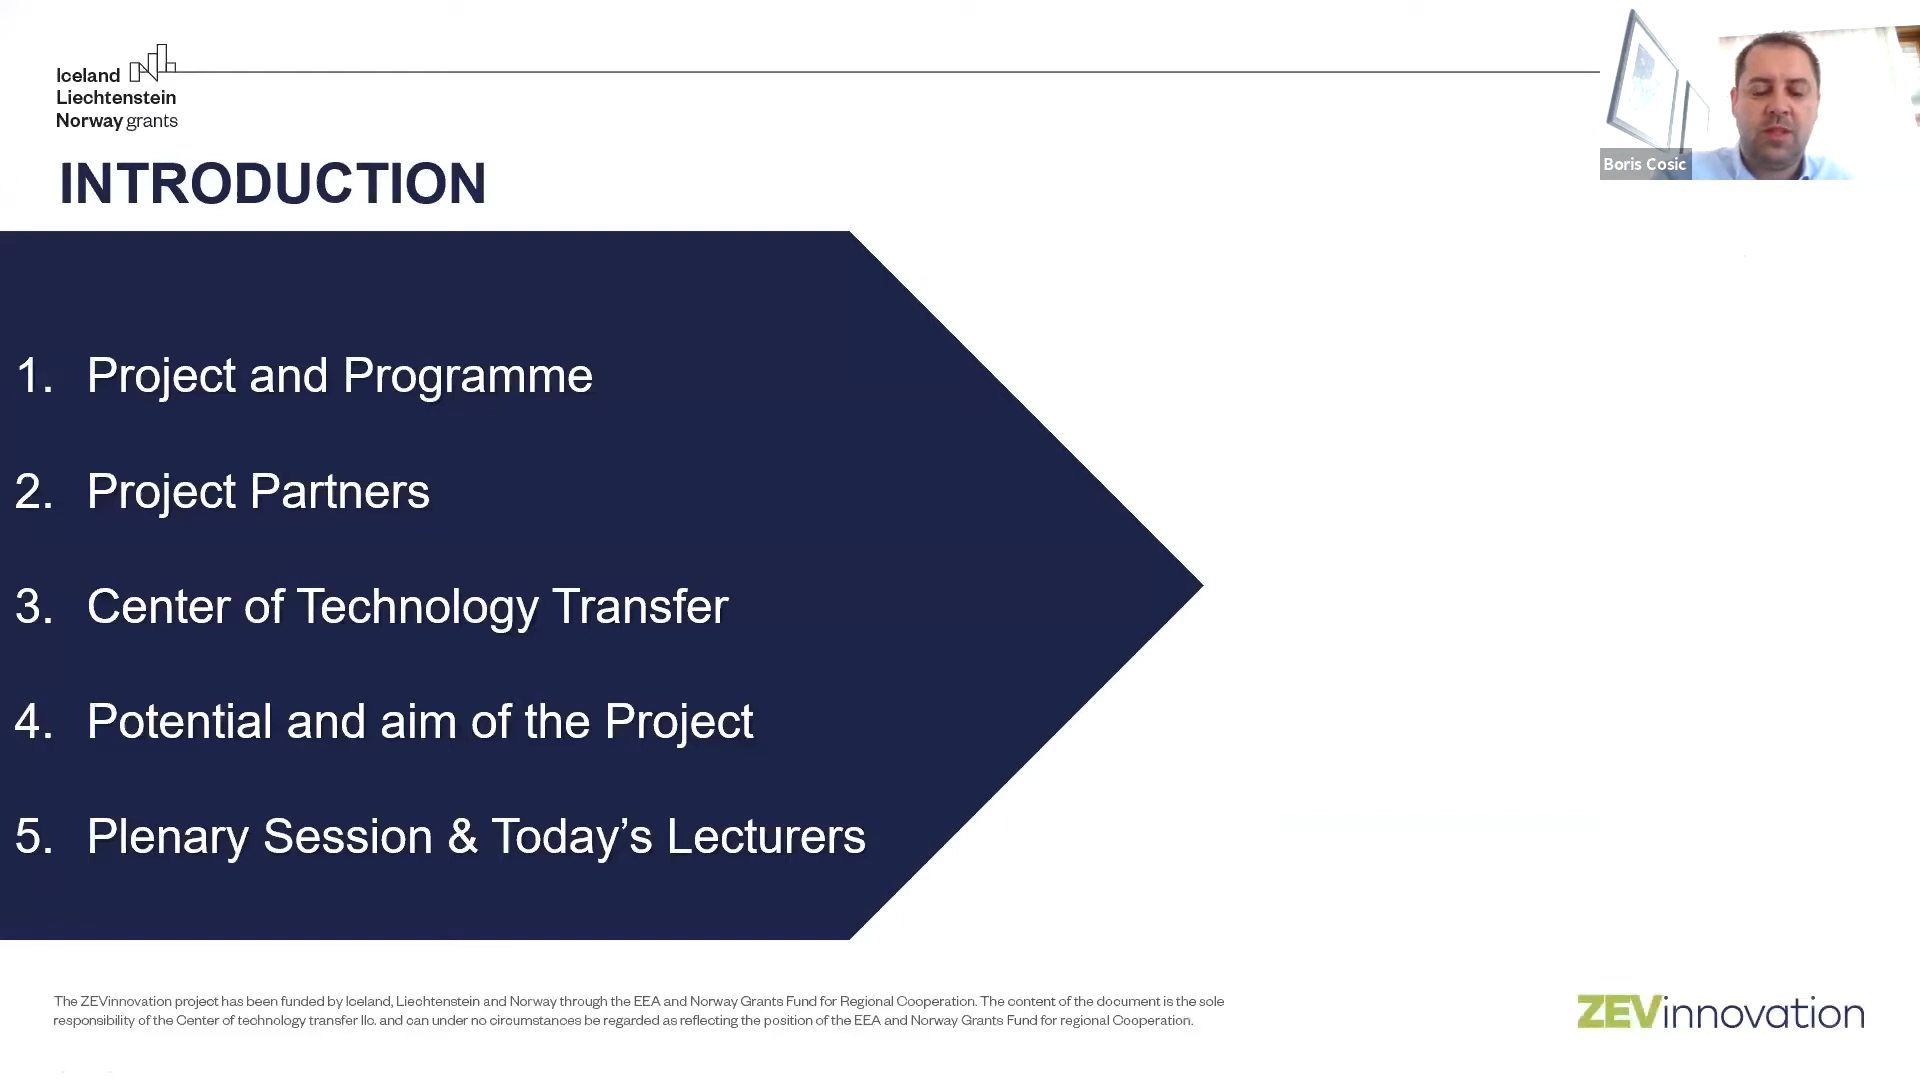 Iceland
Liechtenstein
Norway grants
Boris Cosic
INTRODUCTION
1. Project and Programme
2. Project Partners
3. Center of Technology Transfer
4. Potential and aim of the Project
5. Plenary Session & Today’s Lecturers
The ZEVinnovation project has been funded by Iceland, Liechtenstein and Norway through the EEA and Norway Grants Fund for Regional Cooperation. The content of the document is the sole
responsibility of the Center of technology transfer llc. and can under no circumstances be regarded as reflecting the position of the EEA and Norway Grants Fund for regional Cooperation.
ZEVinnovation